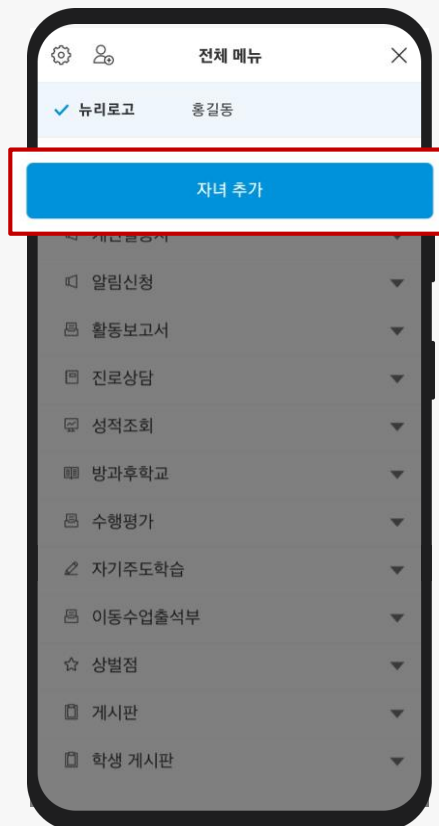 전체 메뉴
뉴리로고 홍길동
자녀 추가
알림신청
활동보고서
진로상담
성적조회
방과후학교
수행평가
자기주도학습
이동수업출석부
상벌점
게시판
학생 게시판